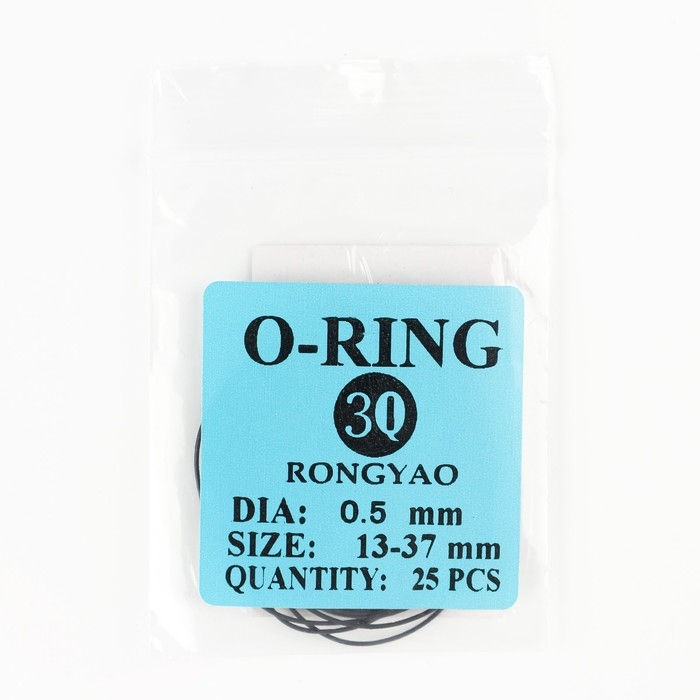 O-RING
3Q
RONGYAO
DIA: 0.5 mm
SIZE: 13-37 mm
QUANTITY: 25 PCS